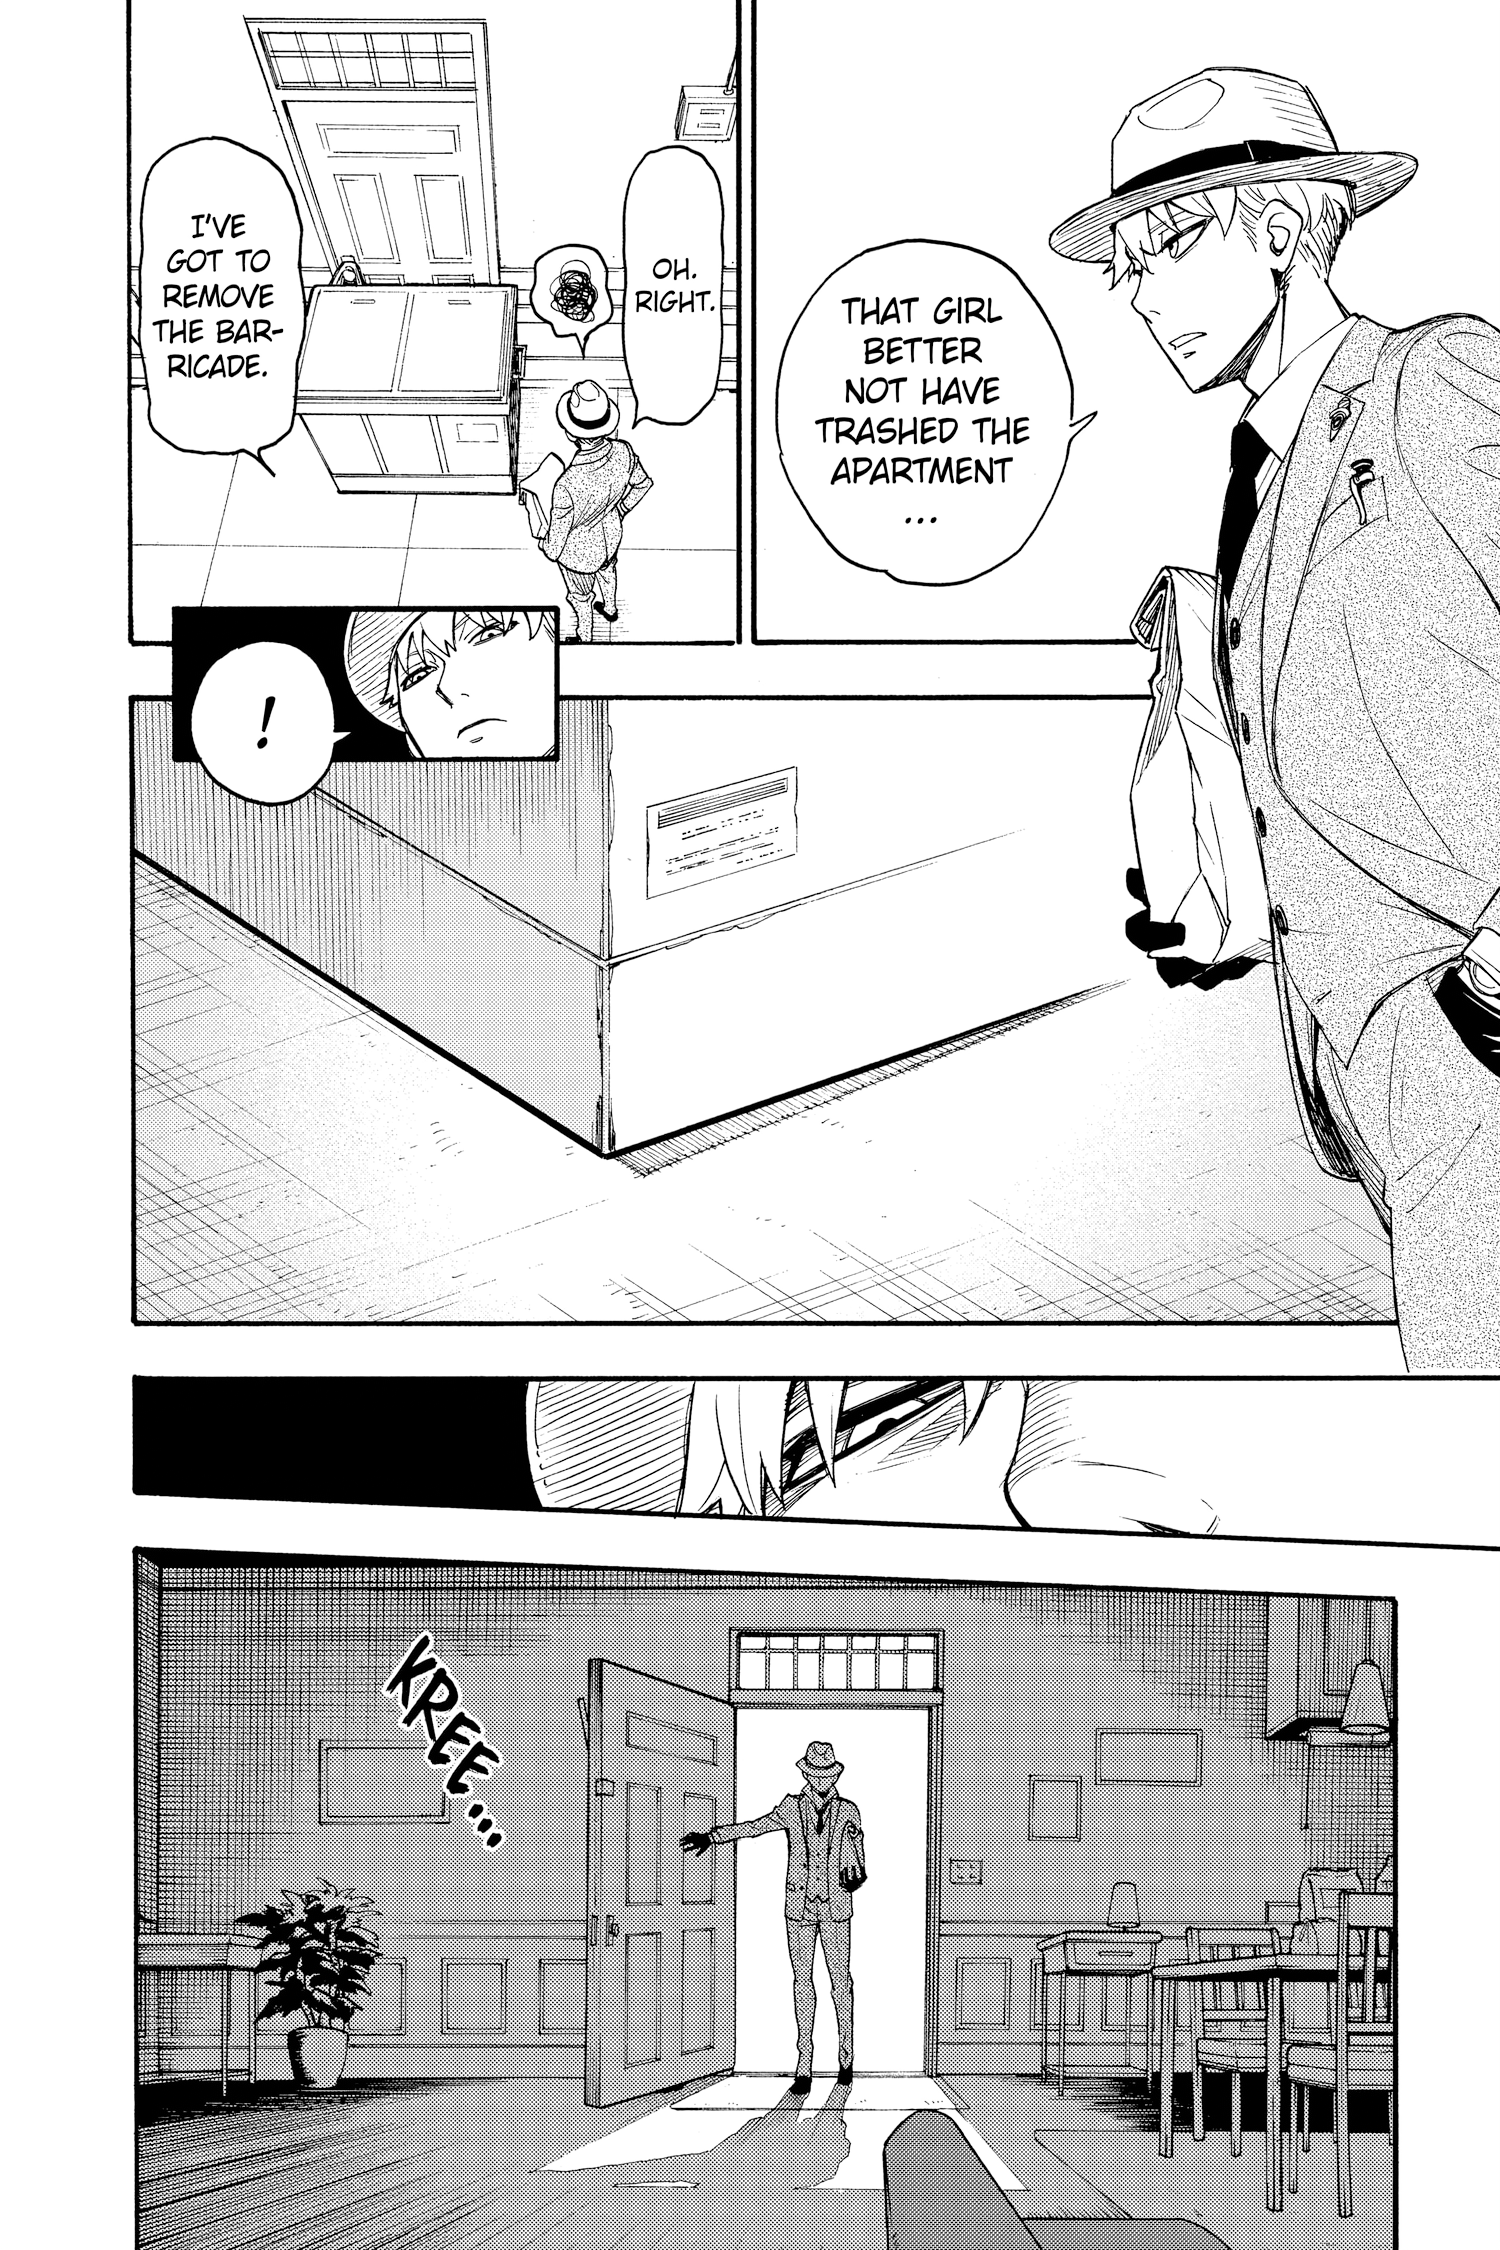 THAT GIRL
BETTER
NOT HAVE
TRASHED THE
APARTMENT
...
OH.
RIGHT.
I'VE
GOT TO
REMOVE
THE BAR-
RICADE.
!
KREE...